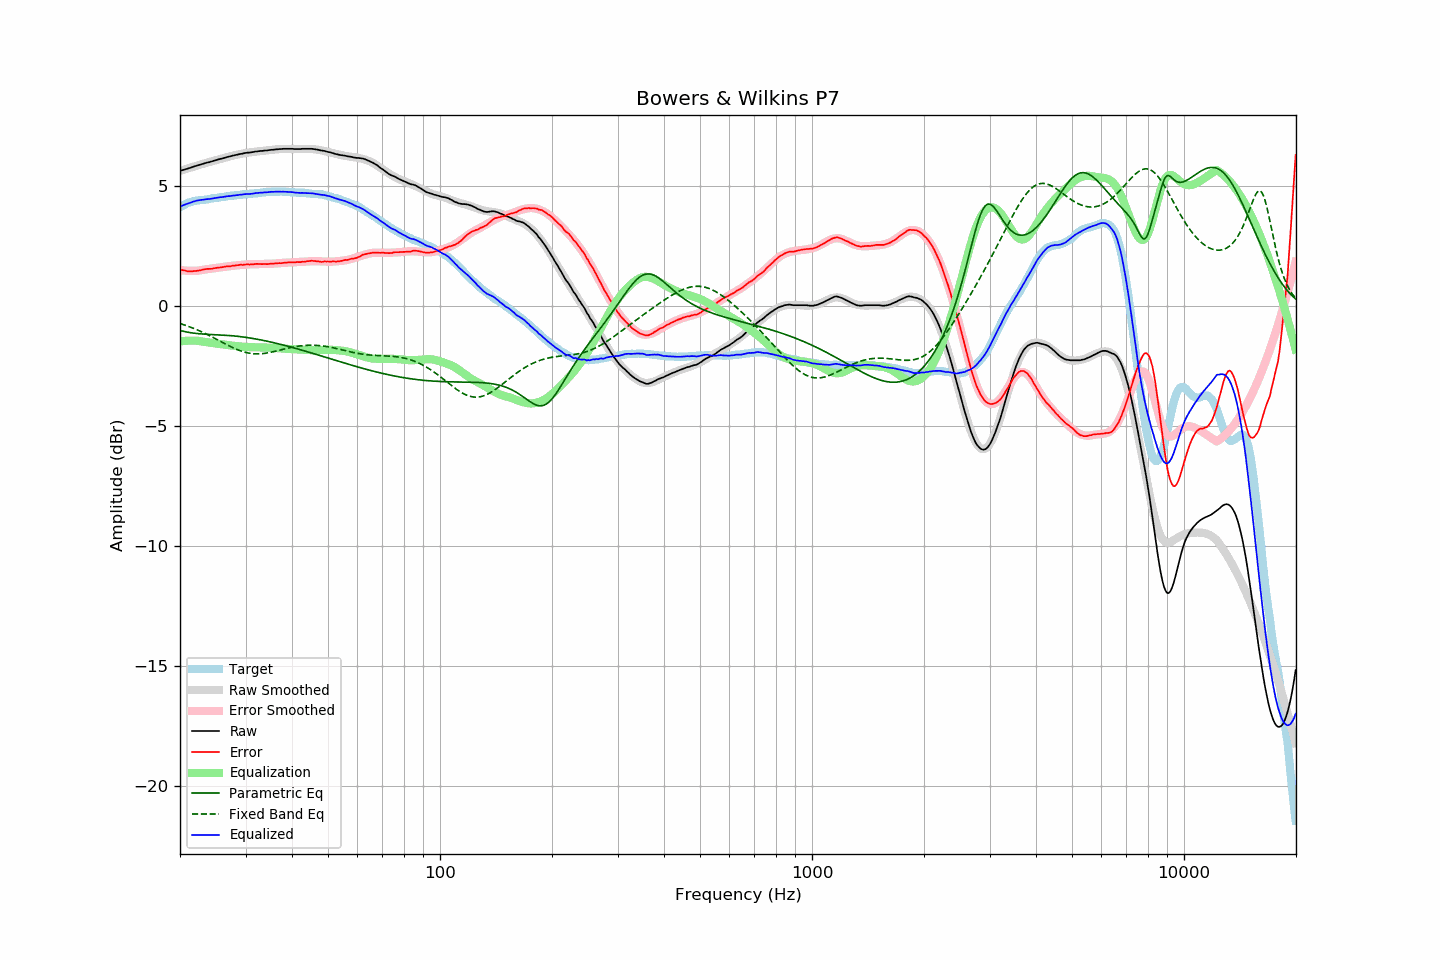 Bowers & Wilkins P7
Amplitude (dBr)
5
0
−5
−10
−15
−20
Target
Raw Smoothed
Error Smoothed
Raw
Error
Equalization
Parametric Eq
Fixed Band Eq
Equalized
100
1000
10000
Frequency (Hz)